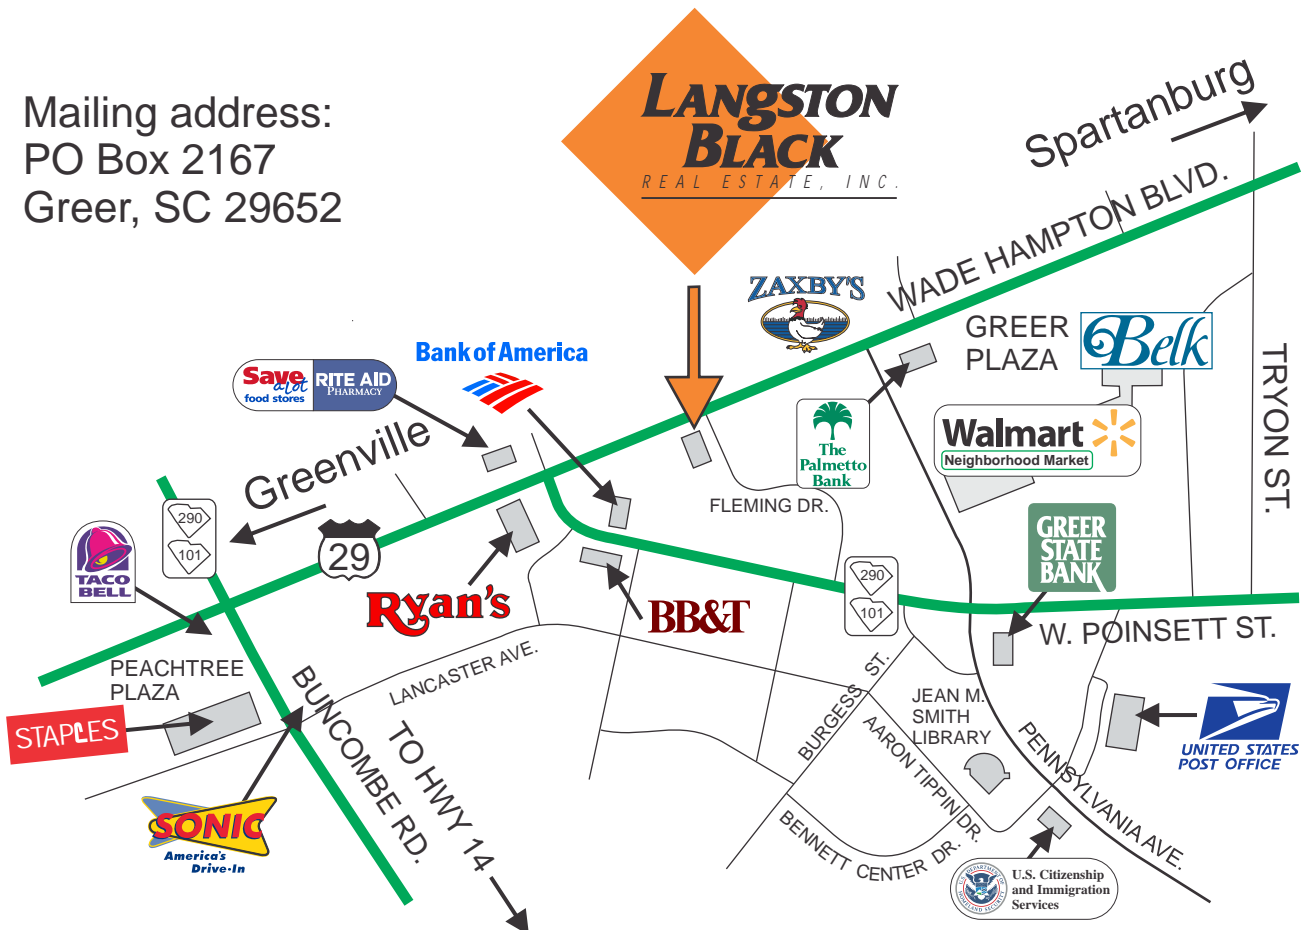 Mailing address:
PO Box 2167
Greer, SC 29652
LANGSTON
BLACK
REAL ESTATE, INC.
Spartanburg
WADE HAMPTON BLVD.
ZAXBY'S
GREER
PLAZA
Belk
TRYON ST.
Bank of America
Save
a lot
food stores
RITE AID
PHARMACY
Greenville
The
Palmetto
Bank
Walmart
Neighborhood Market
FLEMING DR.
290
101
29
TACO
BELL
Ryan's
BB&T
290
101
GREER
STATE
BANK
W. POINSETT ST.
PEACHTREE
PLAZA
STAPLES
LANCASTER AVE.
BUNCOMBE RD.
TO HWY 14
BURGESS ST.
JEAN M.
SMITH
LIBRARY
AARON TIPPIN DR.
PENNSYLVANIA AVE.
UNITED STATES
POST OFFICE
SONIC
America's
Drive-In
BENNETT CENTER DR.
U.S. Citizenship
and Immigration
Services